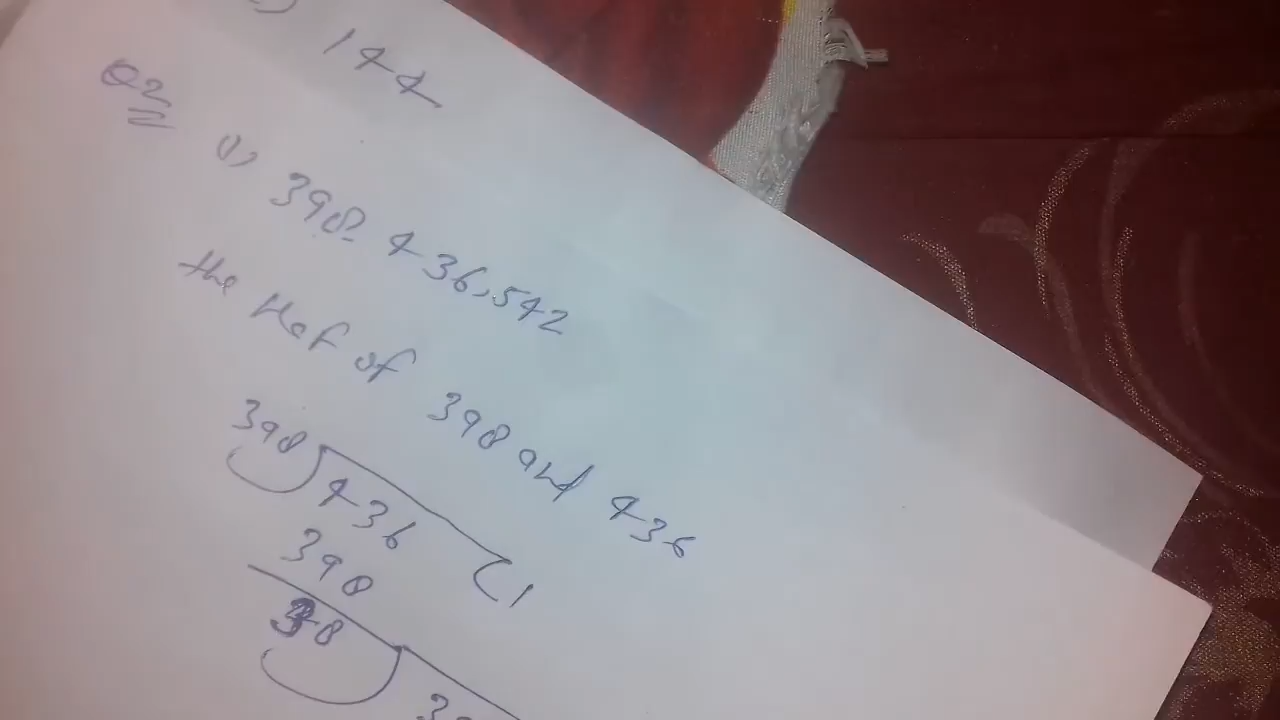 144
Q2 (i) 398, 436, 542
the HCF of 398 and 436
398 ) 436 ( 1
398
38